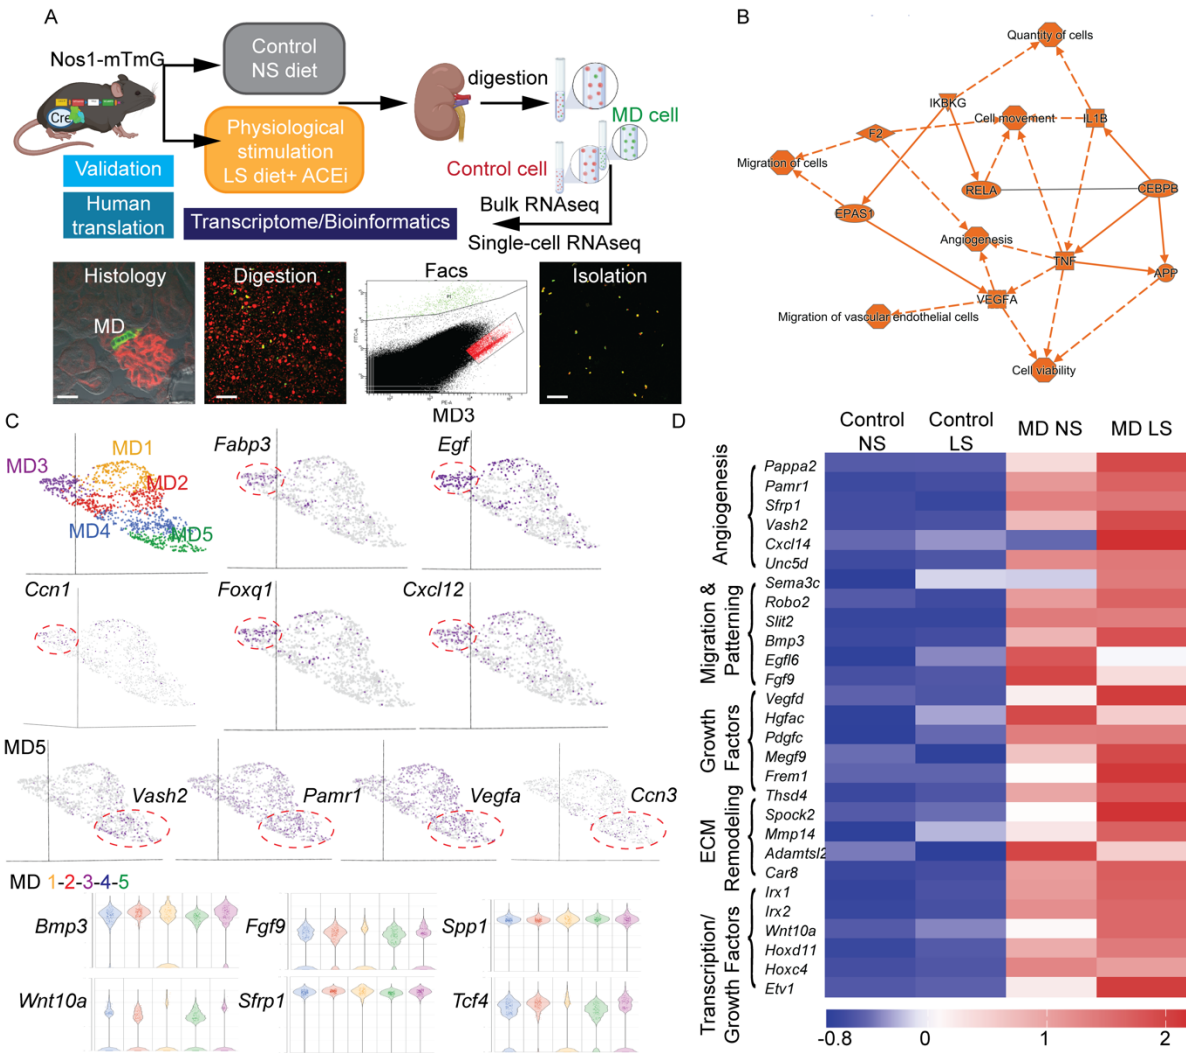 A
Nos1-mTmG
Cre
Control
NS diet
Physiological
stimulation
LS diet+ ACEi
digestion
MD cell
Control cell
Validation
Human
translation
Transcriptome/Bioinformatics
Bulk RNAseq
Single-cell RNAseq
Histology
MD
Digestion
Facs
FITC-A
PE-A
Isolation
B
Quantity of cells
IKBKG
Cell movement
IL1B
F2
Migration of cells
RELA
CEBPB
EPAS1
Angiogenesis
TNF
APP
VEGFA
Migration of vascular endothelial cells
Cell viability
C
MD1
MD3
MD2
MD4
MD5
MD3
Fabp3
Egf
Ccn1
Foxq1
Cxcl12
MD5
Vash2
Pamr1
Vegfa
Ccn3
MD 1-2-3-4-5
Bmp3
Fgf9
Spp1
Wnt10a
Sfrp1
Tcf4
D
Control
NS
Control
LS
MD NS
MD LS
Angiogenesis
Pappa2
Pamr1
Sfrp1
Vash2
Cxcl14
Unc5d
Migration &
Patterning
Sema3c
Robo2
Slit2
Bmp3
Egfl6
Fgf9
Growth
Factors
Vegfd
Hgfac
Pdgfc
Megf9
Frem1
Thsd4
ECM
Remodeling
Spock2
Mmp14
Adamtsl2
Car8
Transcription/
Growth Factors
Irx1
Irx2
Wnt10a
Hoxd11
Hoxc4
Etv1
-0.8
0
1
2